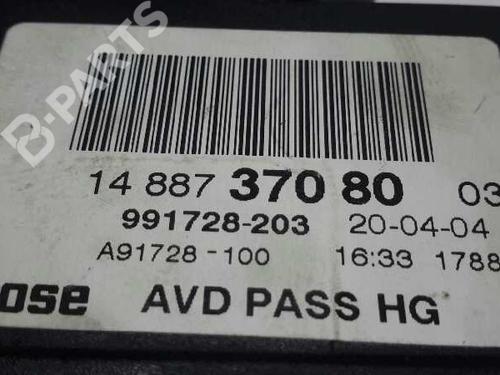 B-PARTS
14 887 370 80 03
991728-203 20-04-04
A91728-100 16:33 1788
ose AVD PASS HG